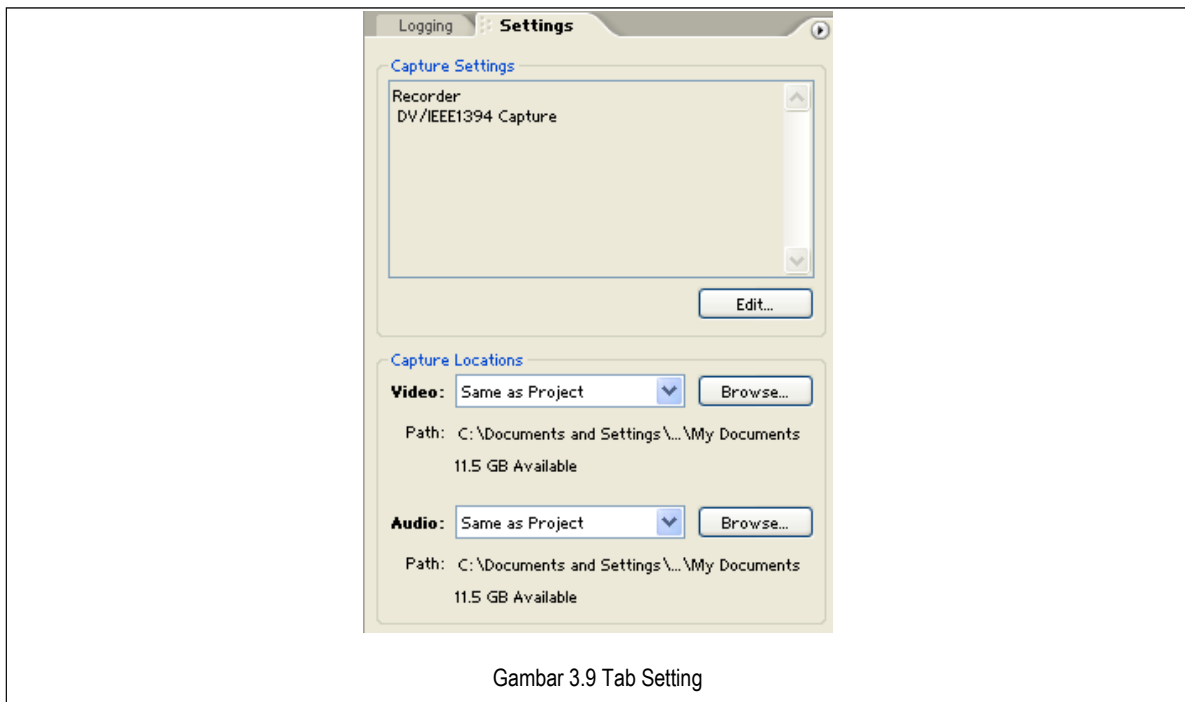 Logging Settings
Capture Settings
Recorder
DV/IEEE1394 Capture
Edit...
Capture Locations
Video: Same as Project Browse...
Path: C:\Documents and Settings\...\My Documents
11.5 GB Available
Audio: Same as Project Browse...
Path: C:\Documents and Settings\...\My Documents
11.5 GB Available
Gambar 3.9 Tab Setting